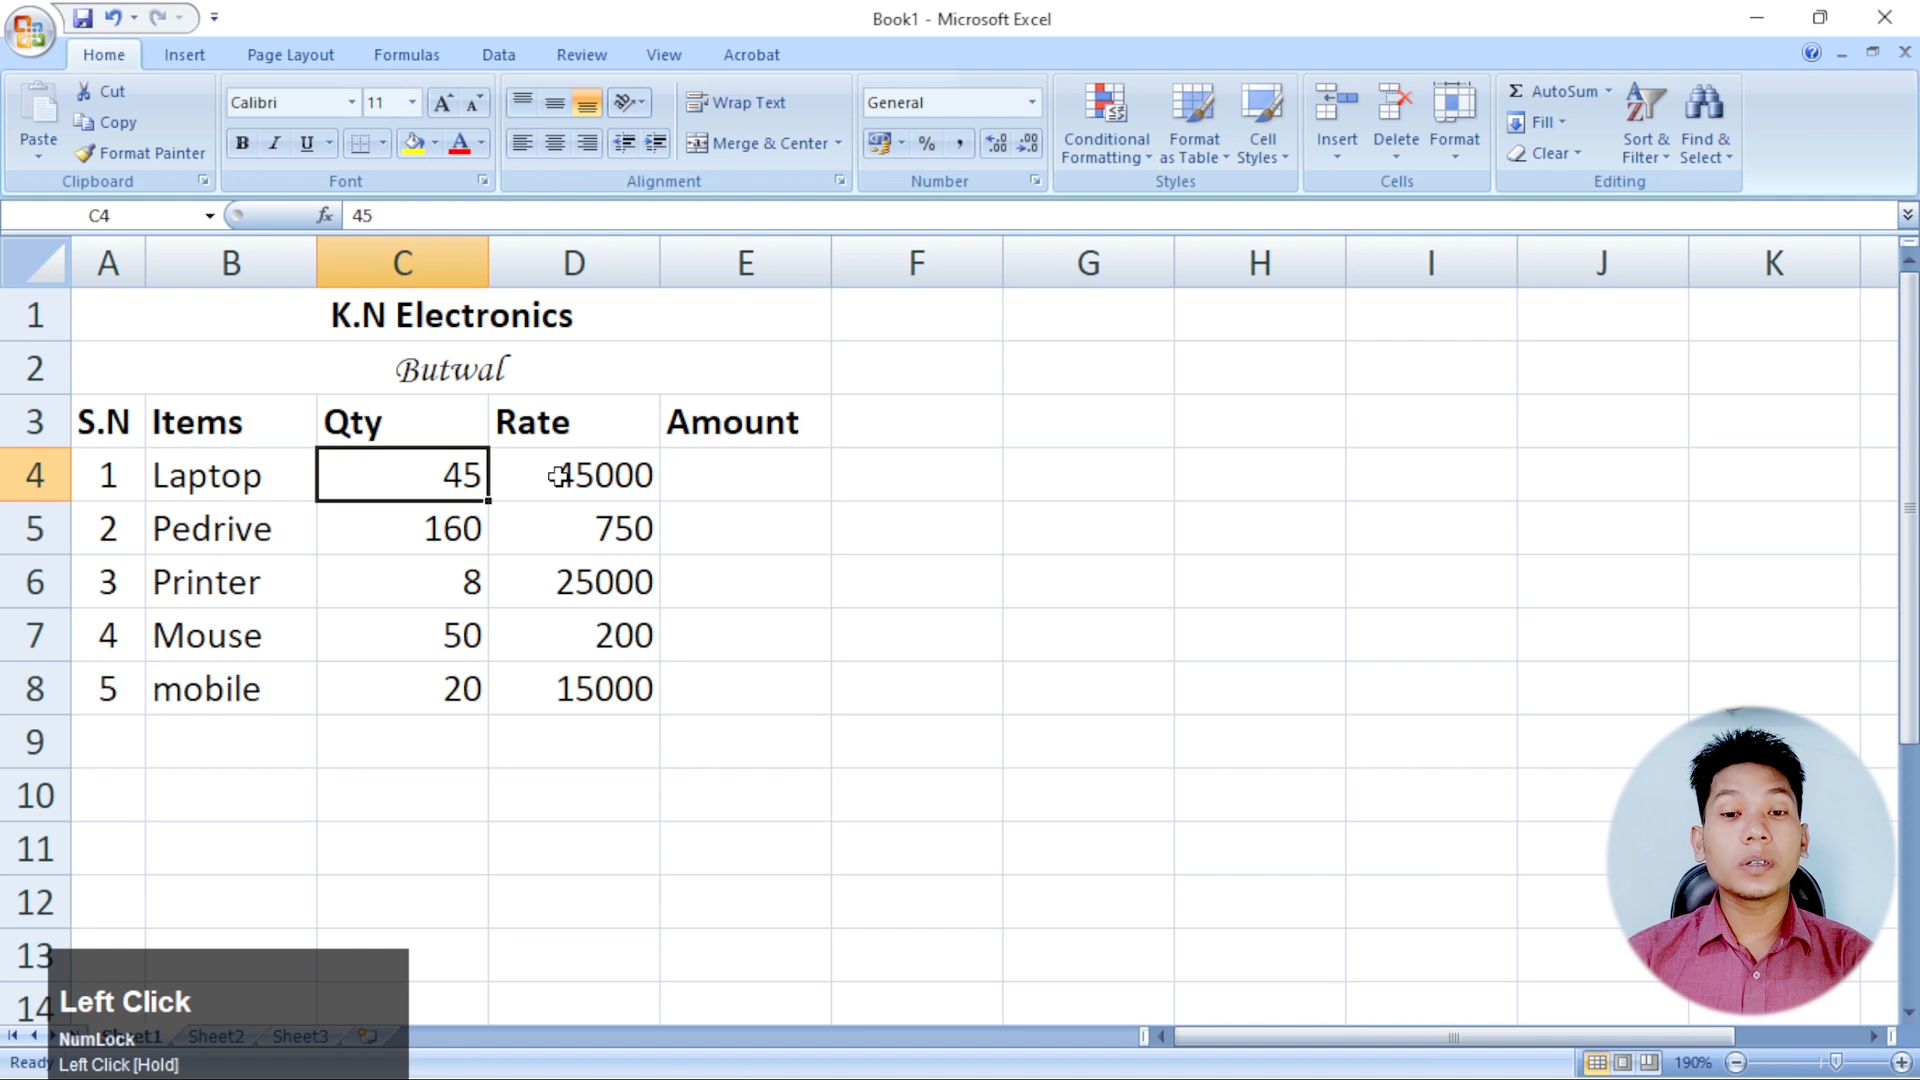 Book1 - Microsoft Excel
Home Insert Page Layout Formulas Data Review View Acrobat
Paste
Cut
Copy
Format Painter
Clipboard
Calibri 11
B I U
Font
Wrap Text
Merge & Center
Alignment
General
%
Number
Conditional Formatting
Format as Table
Cell Styles
Styles
Insert Delete Format
Cells
Σ AutoSum
Fill
Clear
Sort & Filter
Find & Select
Editing
C4 fx 45
A B C D E F G H I J K
1 K.N Electronics
2 Butwal
3 S.N Items Qty Rate Amount
4 1 Laptop 45 45000
5 2 Pedrive 160 750
6 3 Printer 8 25000
7 4 Mouse 50 200
8 5 mobile 20 15000
9
10
11
12
13
14
Left Click
NumLock
Left Click [Hold]
Sheet1 Sheet2 Sheet3
Ready 190%